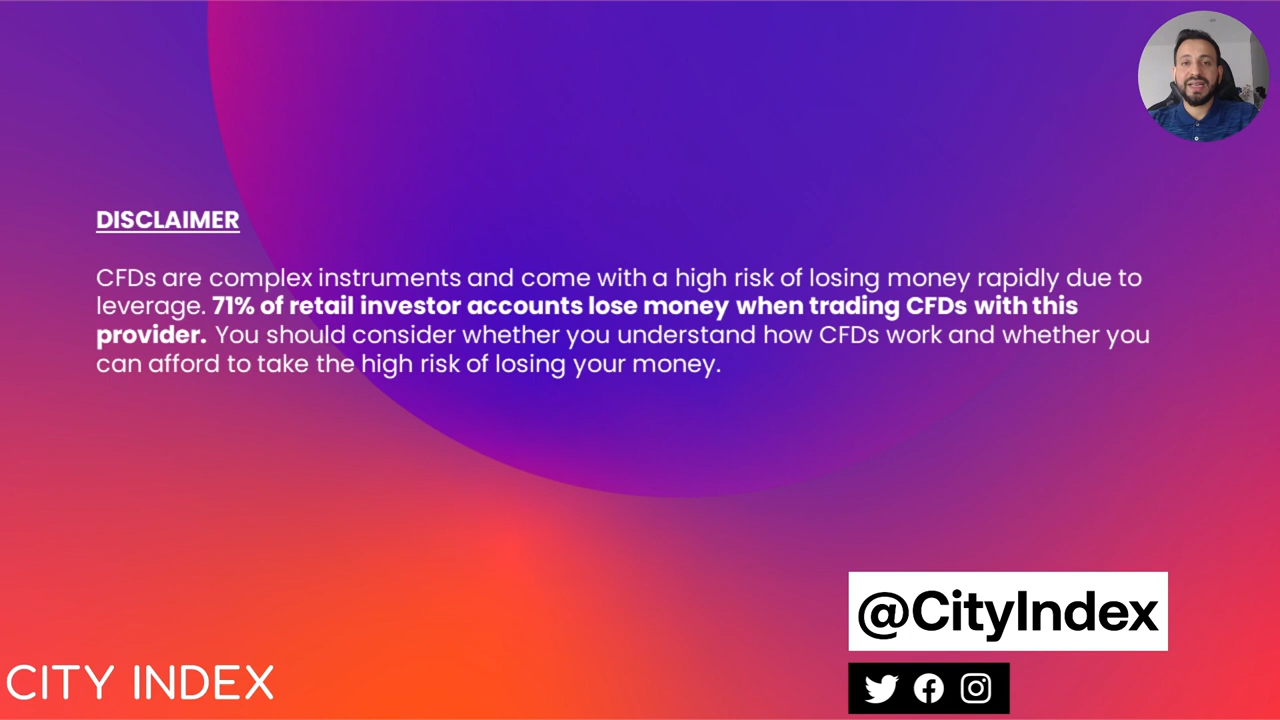 DISCLAIMER
CFDs are complex instruments and come with a high risk of losing money rapidly due to
leverage. 71% of retail investor accounts lose money when trading CFDs with this
provider. You should consider whether you understand how CFDs work and whether you
can afford to take the high risk of losing your money.
@CityIndex
CITY INDEX